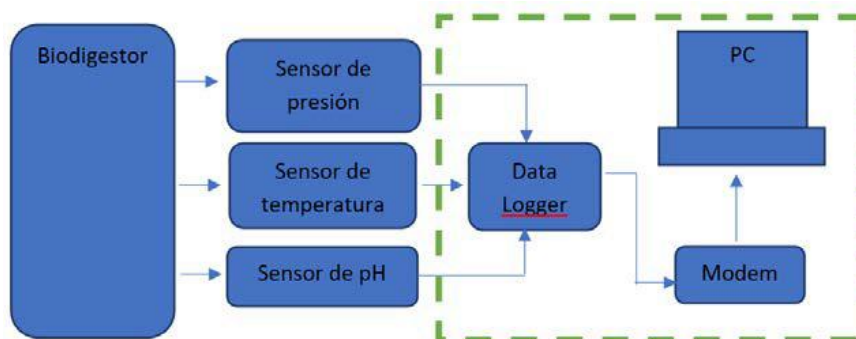 Biodigestor
Sensor de
presión
Sensor de
temperatura
Sensor de pH
Data
Logger
PC
Modem